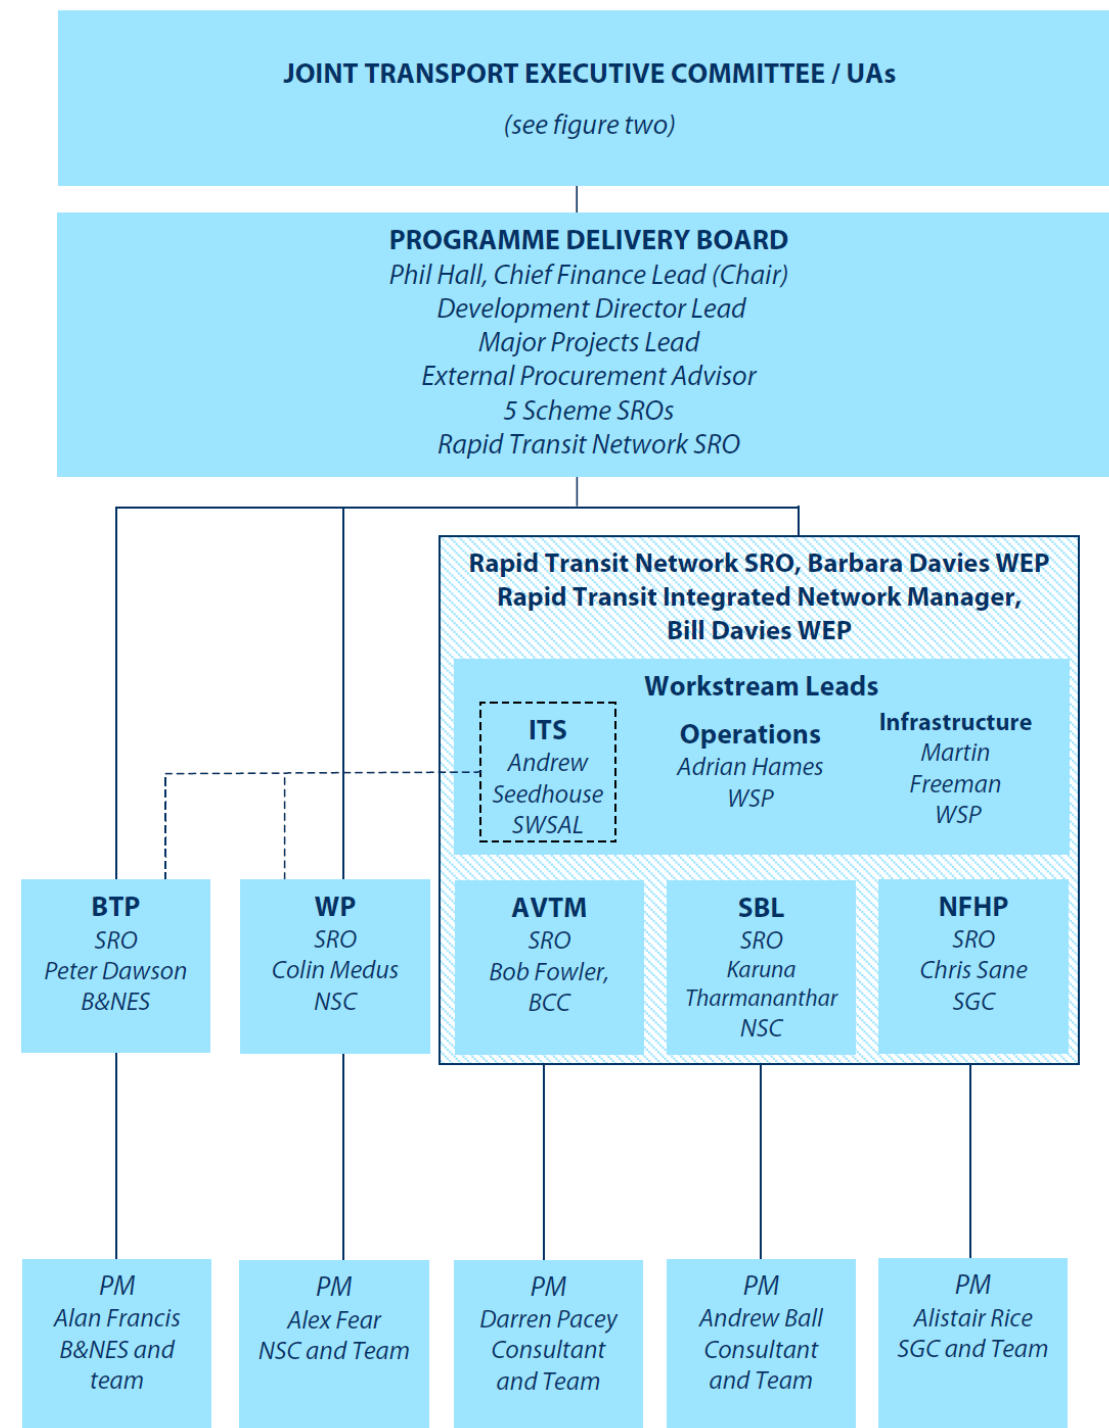 JOINT TRANSPORT EXECUTIVE COMMITTEE / UAs
(see figure two)
PROGRAMME DELIVERY BOARD
Phil Hall, Chief Finance Lead (Chair)
Development Director Lead
Major Projects Lead
External Procurement Advisor
5 Scheme SROs
Rapid Transit Network SRO
Rapid Transit Network SRO, Barbara Davies WEP
Rapid Transit Integrated Network Manager,
Bill Davies WEP
Workstream Leads
ITS
Andrew
Seedhouse
SWSAL
Operations
Adrian Hames
WSP
Infrastructure
Martin
Freeman
WSP
BTP
SRO
Peter Dawson
B&NES
WP
SRO
Colin Medus
NSC
AVTM
SRO
Bob Fowler,
BCC
SBL
SRO
Karuna
Tharmananthar
NSC
NFHP
SRO
Chris Sane
SGC
PM
Alan Francis
B&NES and
team
PM
Alex Fear
NSC and Team
PM
Darren Pacey
Consultant
and Team
PM
Andrew Ball
Consultant
and Team
PM
Alistair Rice
SGC and Team